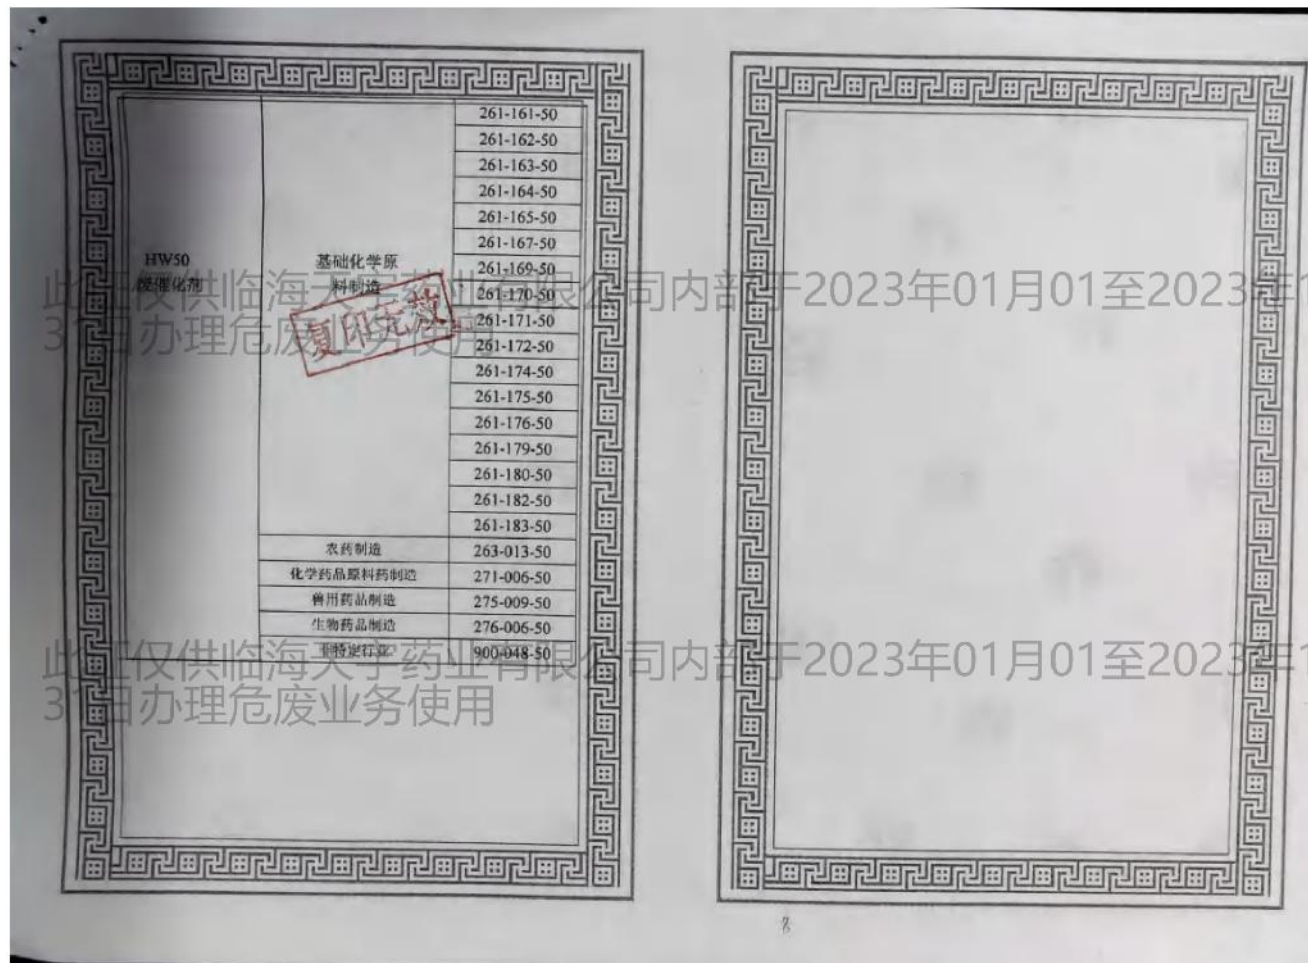 261-161-50
261-162-50
261-163-50
261-164-50
261-165-50
261-167-50
HW50
废催化剂
基础化学原
料制造
261-169-50
261-170-50
261-171-50
261-172-50
261-174-50
261-175-50
261-176-50
261-179-50
261-180-50
261-182-50
261-183-50
农药制造 263-013-50
化学药品原料药制造 271-006-50
兽用药品制造 275-009-50
生物药品制造 276-006-50
非特定行业 900-048-50
复印无效
此证仅供临海天宇药业有限公司内部于2023年01月01至2023年1
31日办理危废业务使用
此证仅供临海天宇药业有限公司内部于2023年01月01至2023年1
31日办理危废业务使用
8